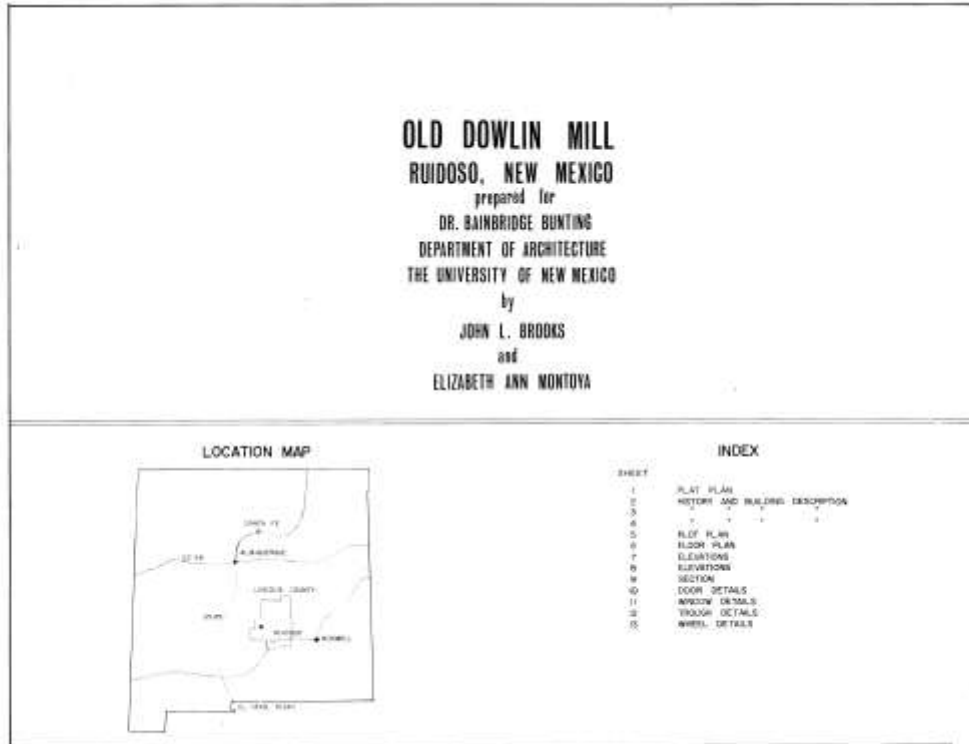 OLD DOWLIN MILL
RUIDOSO, NEW MEXICO
prepared for
DR. BAINBRIDGE BUNTING
DEPARTMENT OF ARCHITECTURE
THE UNIVERSITY OF NEW MEXICO
by
JOHN L. BROOKS
and
ELIZABETH ANN MONTOYA
LOCATION MAP
SANTA FE
ALBUQUERQUE
LINCOLN COUNTY
RUIDOSO
ROSWELL
EL PASO, TEXAS
INDEX
SHEET
1 PLAT PLAN
2 HISTORY AND BUILDING DESCRIPTION
3 " " " "
4 " " " "
5 PLOT PLAN
6 FLOOR PLAN
7 ELEVATIONS
8 ELEVATIONS
9 SECTION
10 DOOR DETAILS
11 WINDOW DETAILS
12 TROUGH DETAILS
13 WHEEL DETAILS